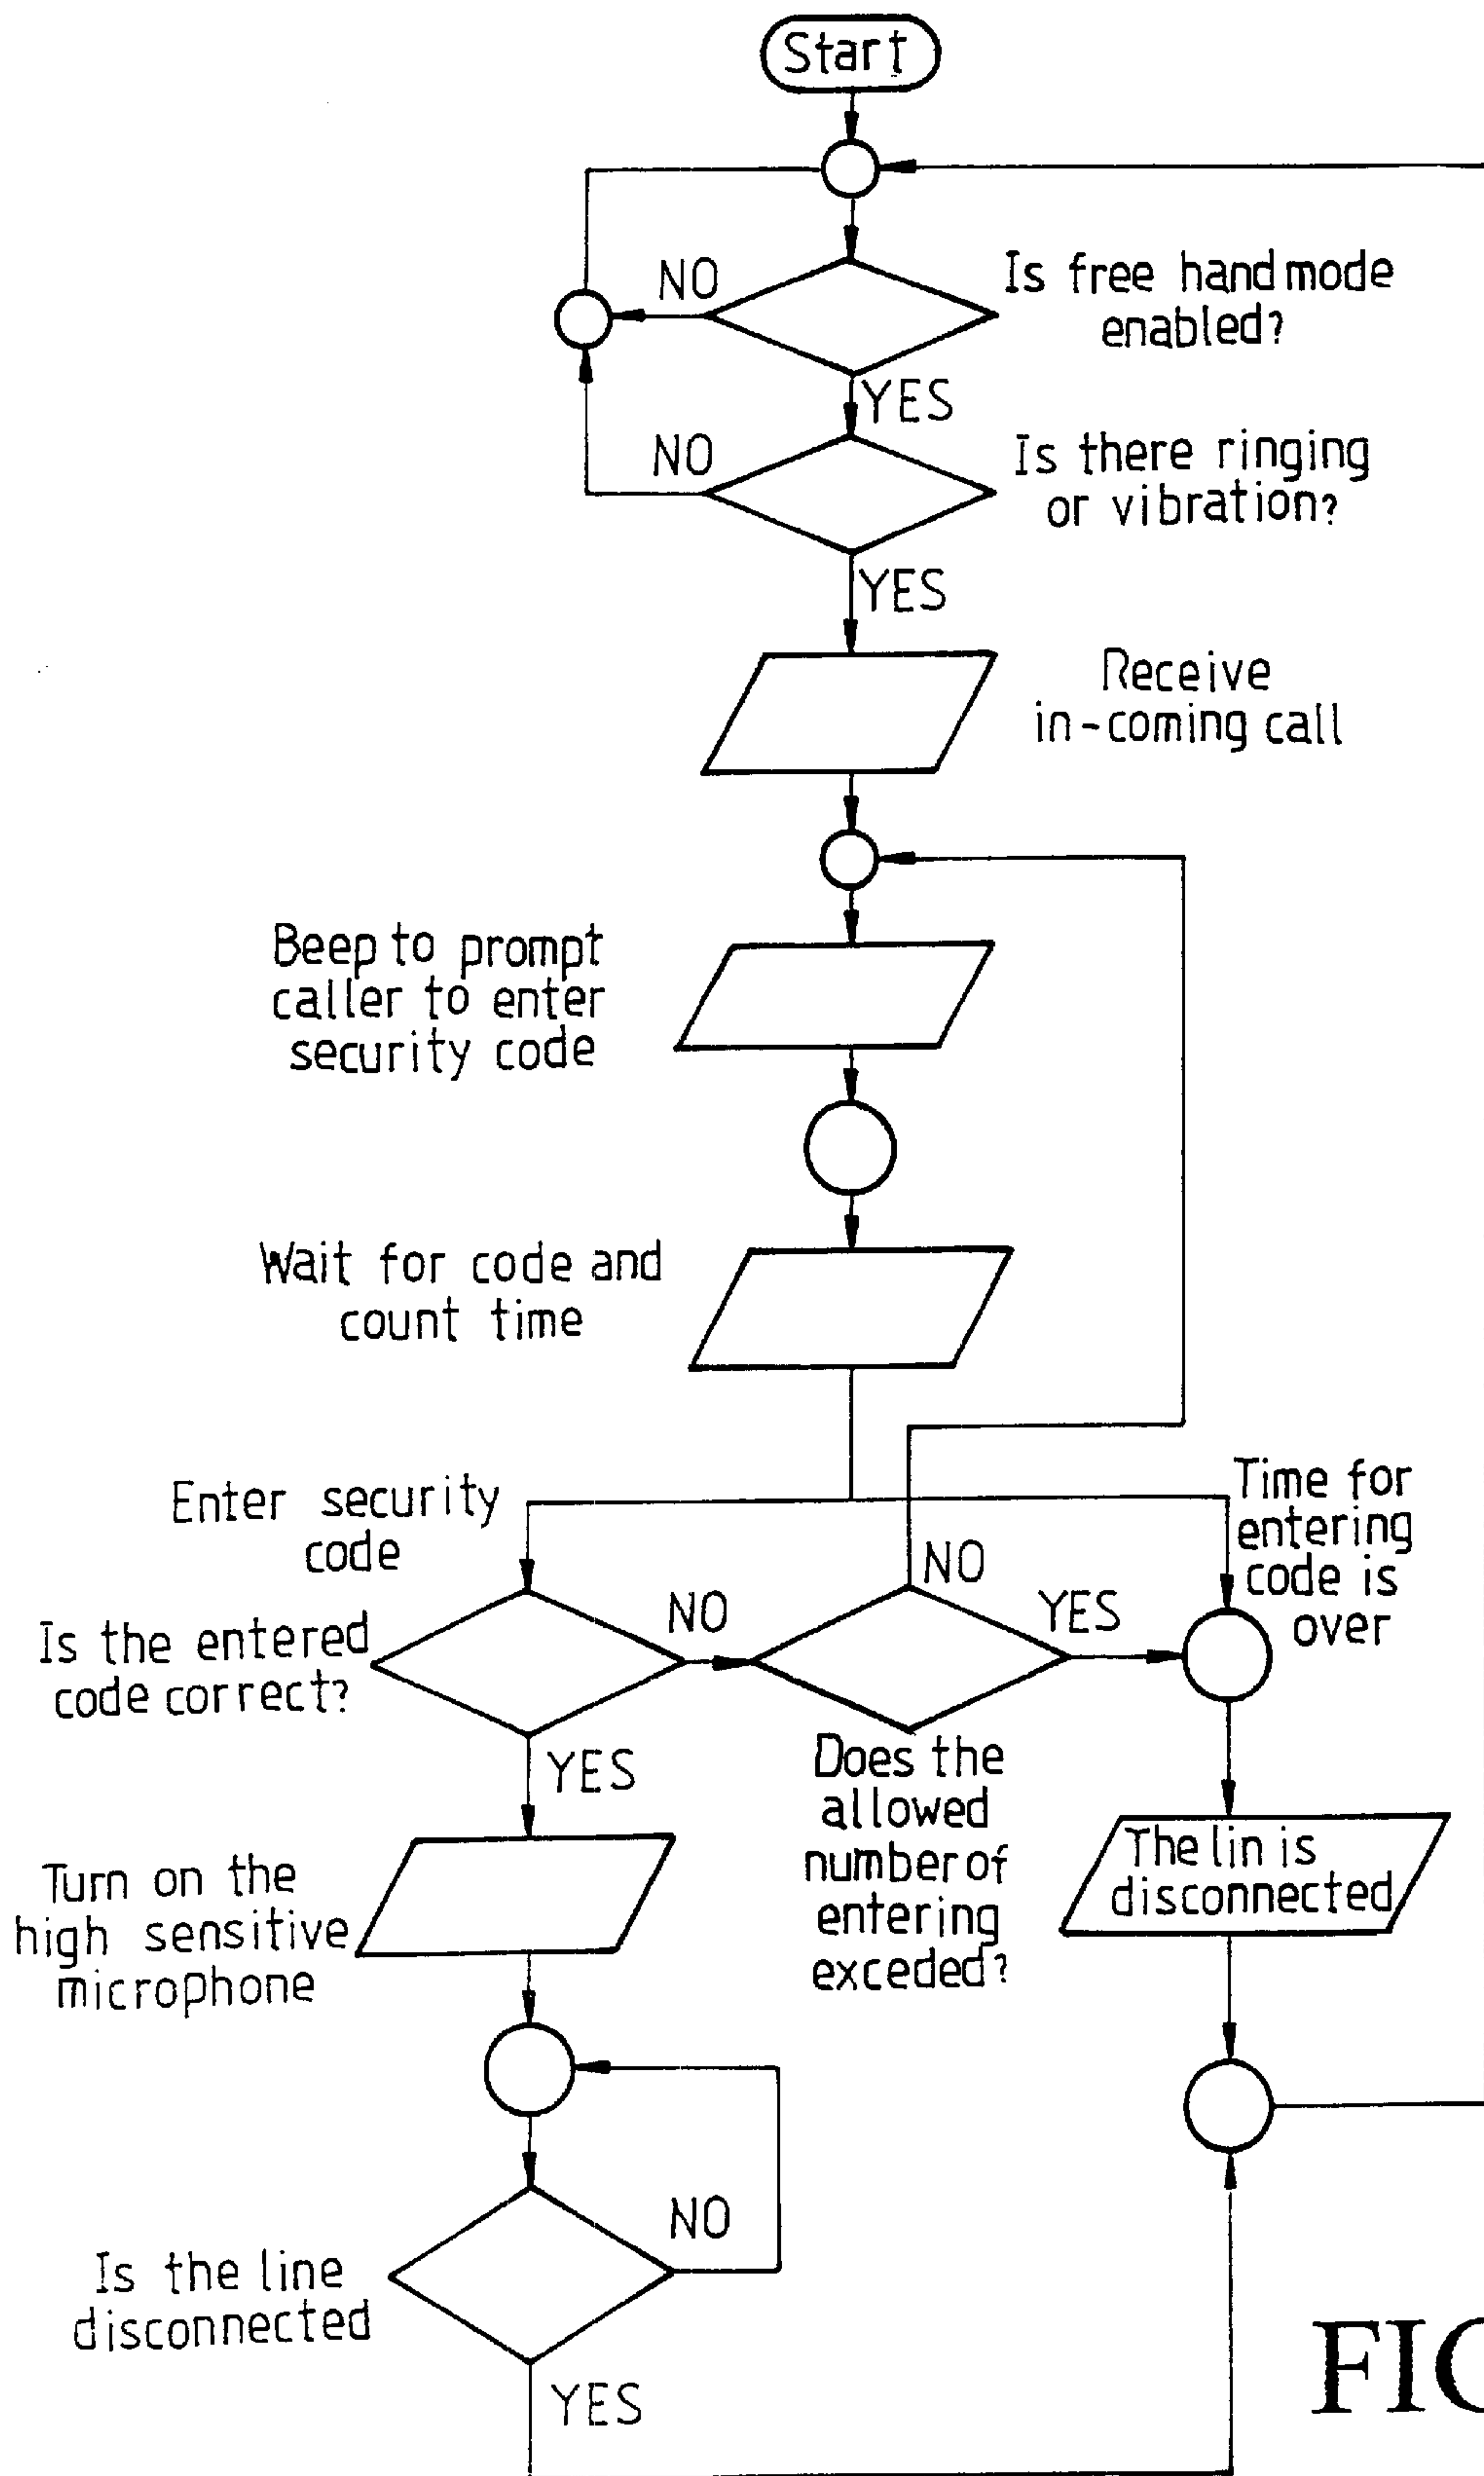 Start
NO
Is free hand mode
enabled?
YES
NO
Is there ringing
or vibration?
YES
Receive
in-coming call
Beep to prompt
caller to enter
security code
Wait for code and
count time
Enter security
code
Time for
entering
code is
over
NO
NO
YES
Is the entered
code correct?
YES
Does the
allowed
number of
entering
exceded?
The lin is
disconnected
Turn on the
high sensitive
microphone
NO
Is the line
disconnected
YES